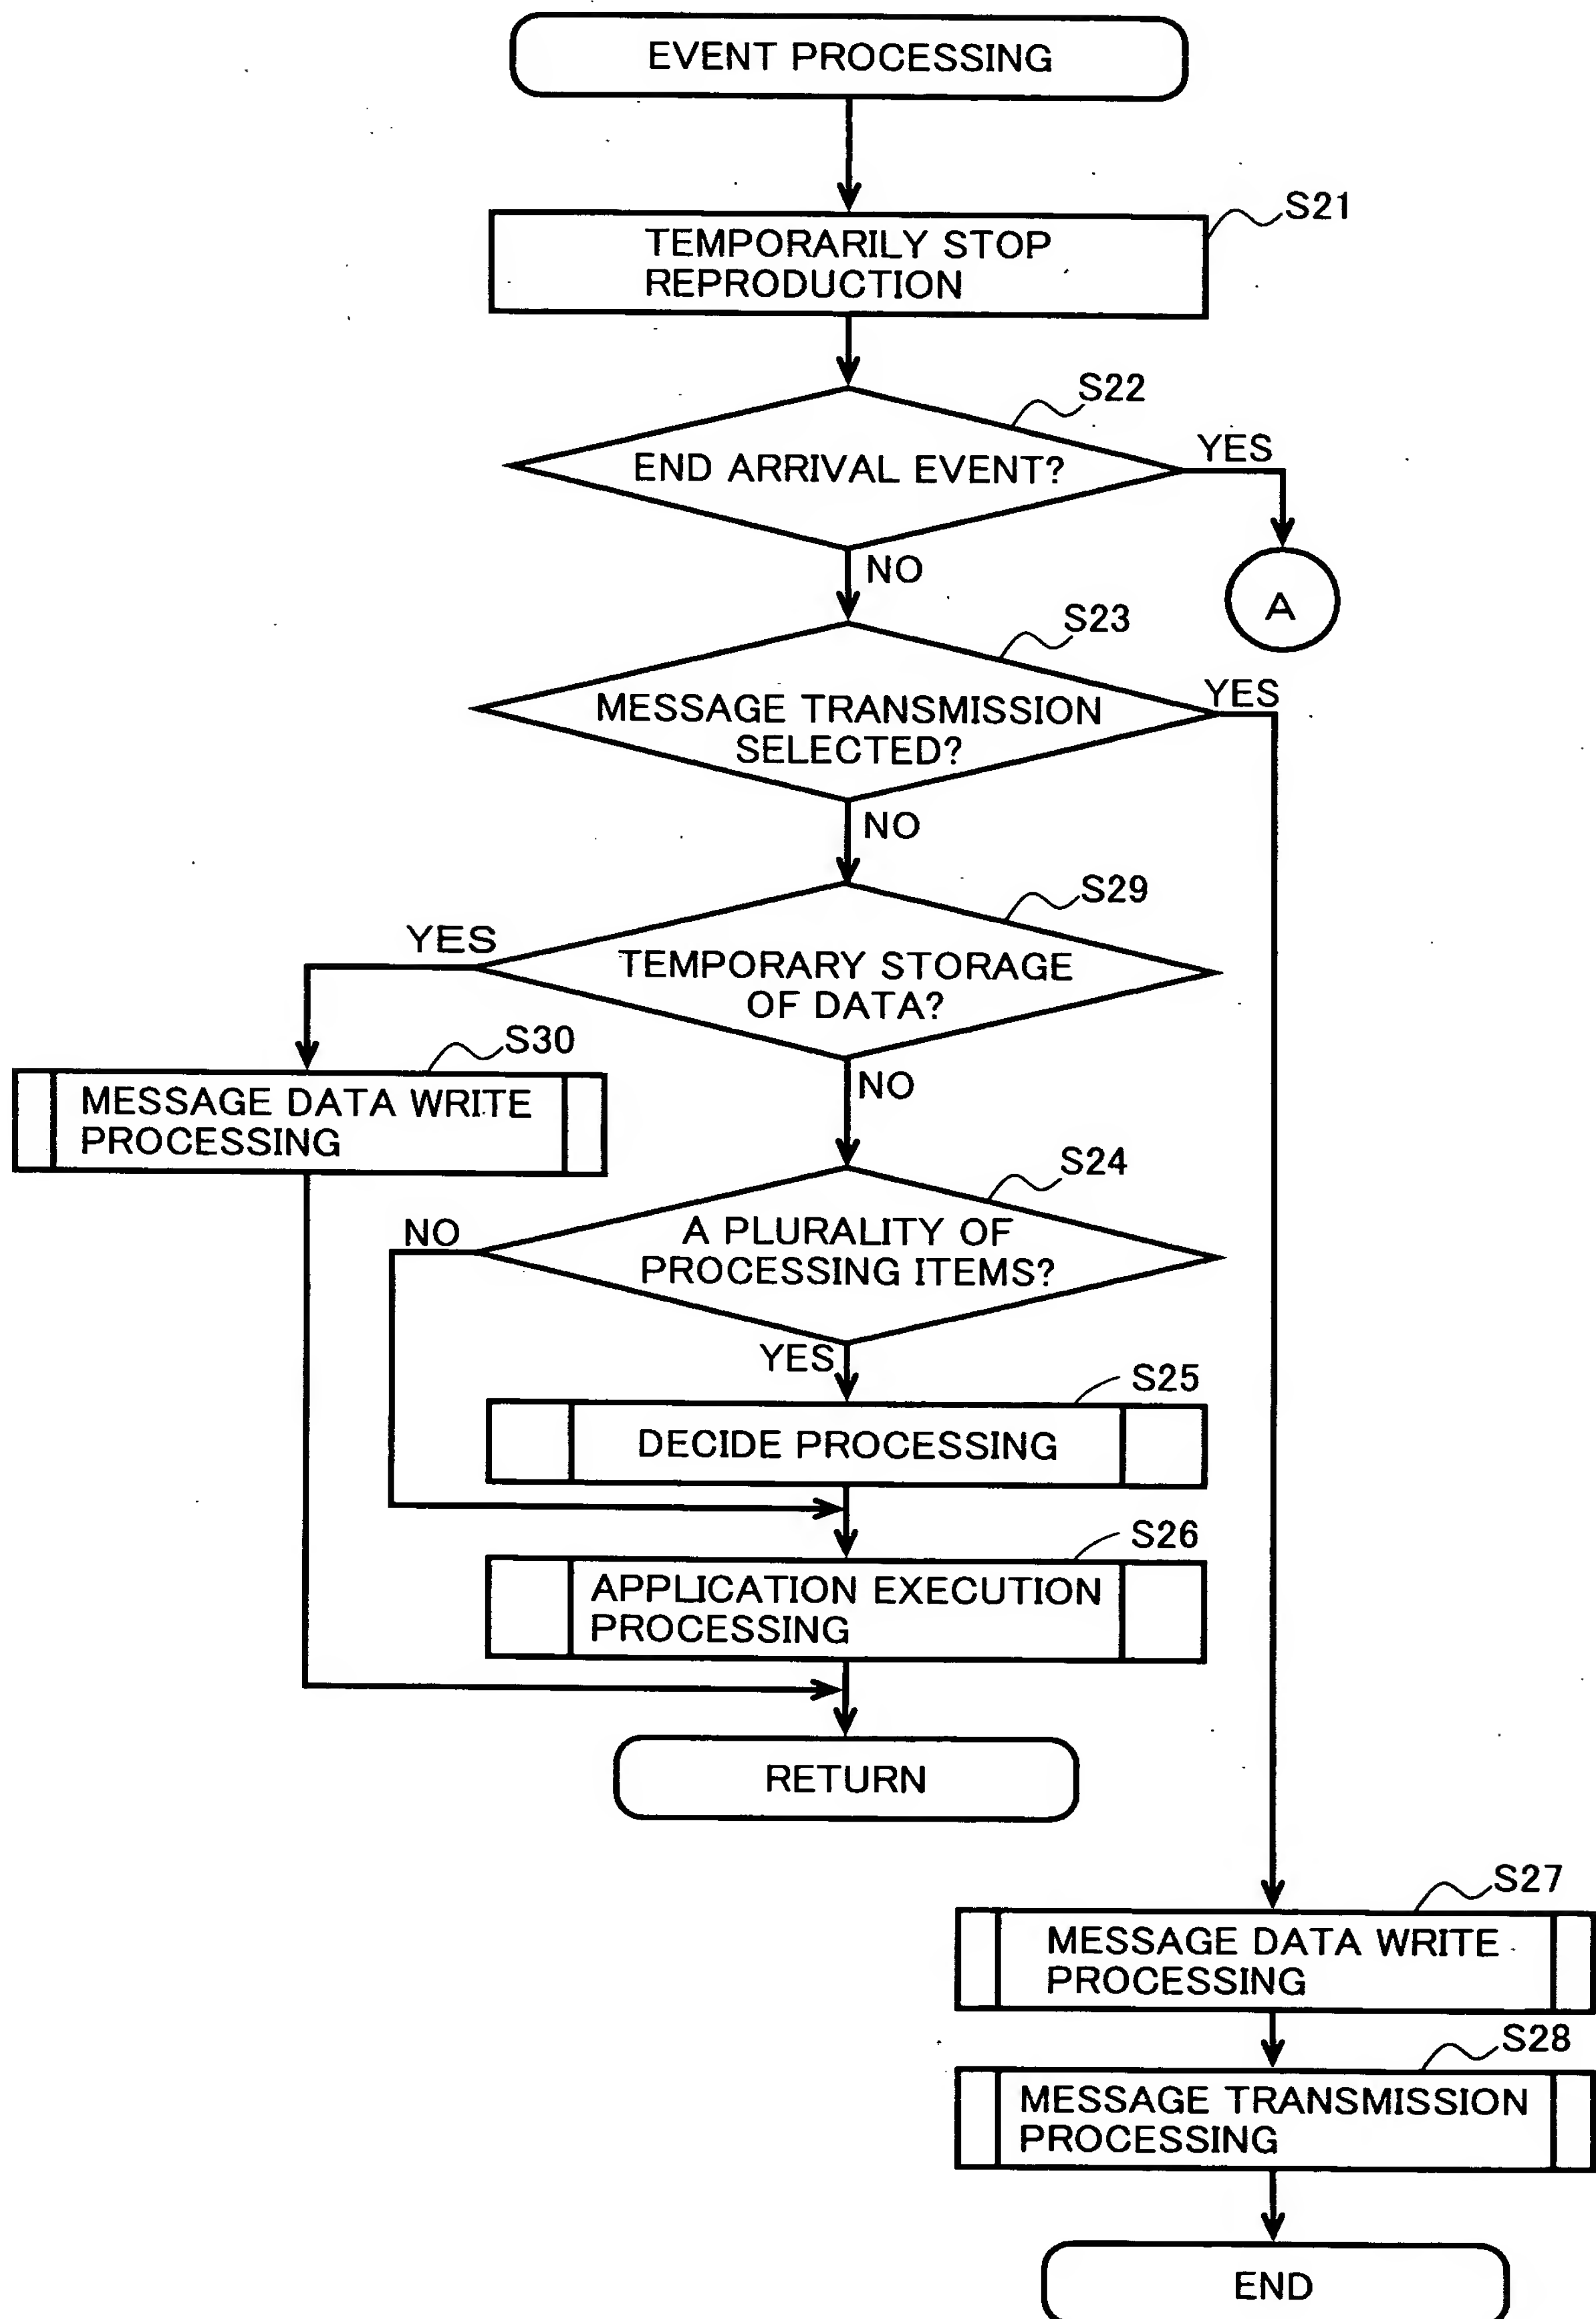 EVENT PROCESSING
S21
TEMPORARILY STOP
REPRODUCTION
S22
END ARRIVAL EVENT?
YES
NO
A
S23
MESSAGE TRANSMISSION
SELECTED?
YES
NO
S29
YES
TEMPORARY STORAGE
OF DATA?
NO
S30
MESSAGE DATA WRITE
PROCESSING
S24
NO
A PLURALITY OF
PROCESSING ITEMS?
YES
S25
DECIDE PROCESSING
S26
APPLICATION EXECUTION
PROCESSING
RETURN
S27
MESSAGE DATA WRITE
PROCESSING
S28
MESSAGE TRANSMISSION
PROCESSING
END